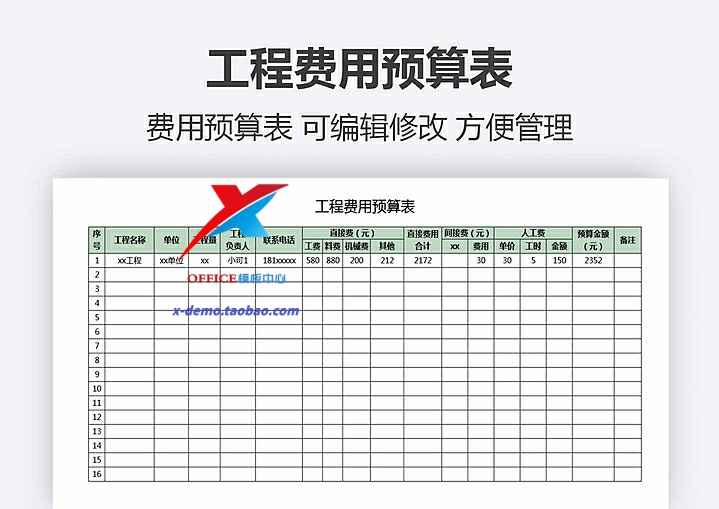 工程费用预算表
费用预算表 可编辑修改 方便管理
工程费用预算表
序号 工程名称 单位 工程量 工程负责人 联系电话 直接费（元） 直接费用合计 间接费（元） 人工费 预算金额（元） 备注
工费 料费 机械费 其他 xx 费用 单价 工时 金额
1 xx工程 xx单位 xx 小可1 181xxxxx 580 880 200 212 2172 30 30 5 150 2352
2
OFFICE模板中心
3
4
x-demo.taobao.com
5
6
7
8
9
10
11
12
13
14
15
16